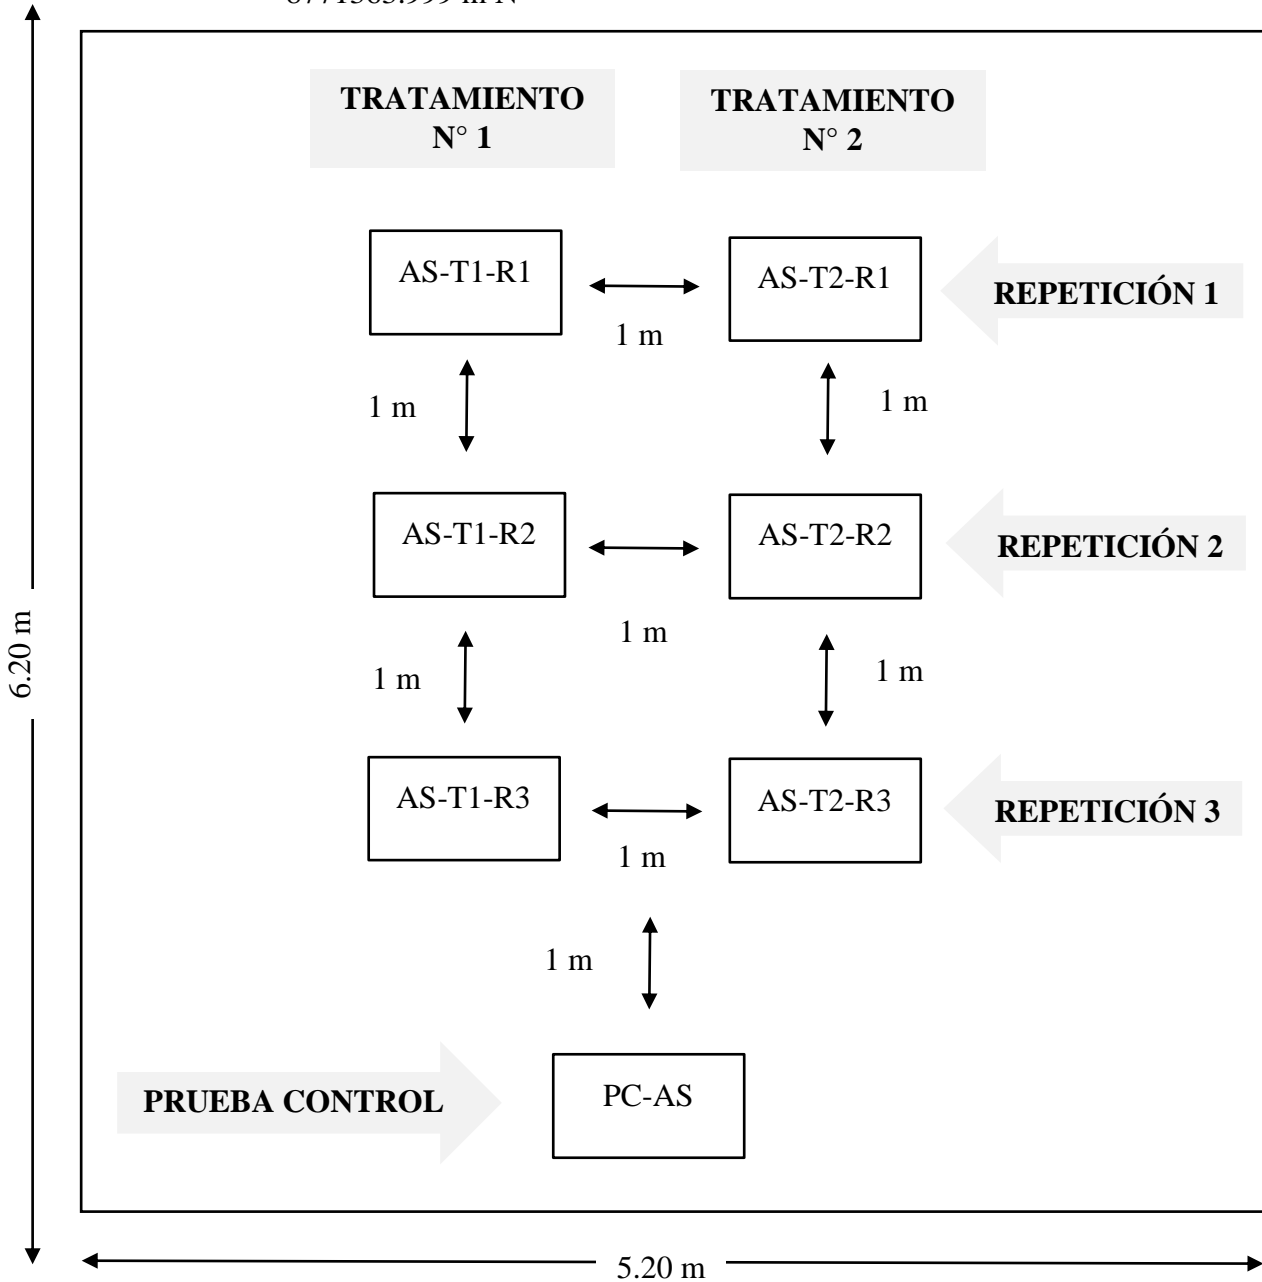 TRATAMIENTO
N° 1
TRATAMIENTO
N° 2
AS-T1-R1
AS-T2-R1
REPETICIÓN 1
1 m
1 m
1 m
AS-T1-R2
AS-T2-R2
REPETICIÓN 2
1 m
1 m
1 m
6.20 m
AS-T1-R3
AS-T2-R3
REPETICIÓN 3
1 m
1 m
PRUEBA CONTROL
PC-AS
5.20 m